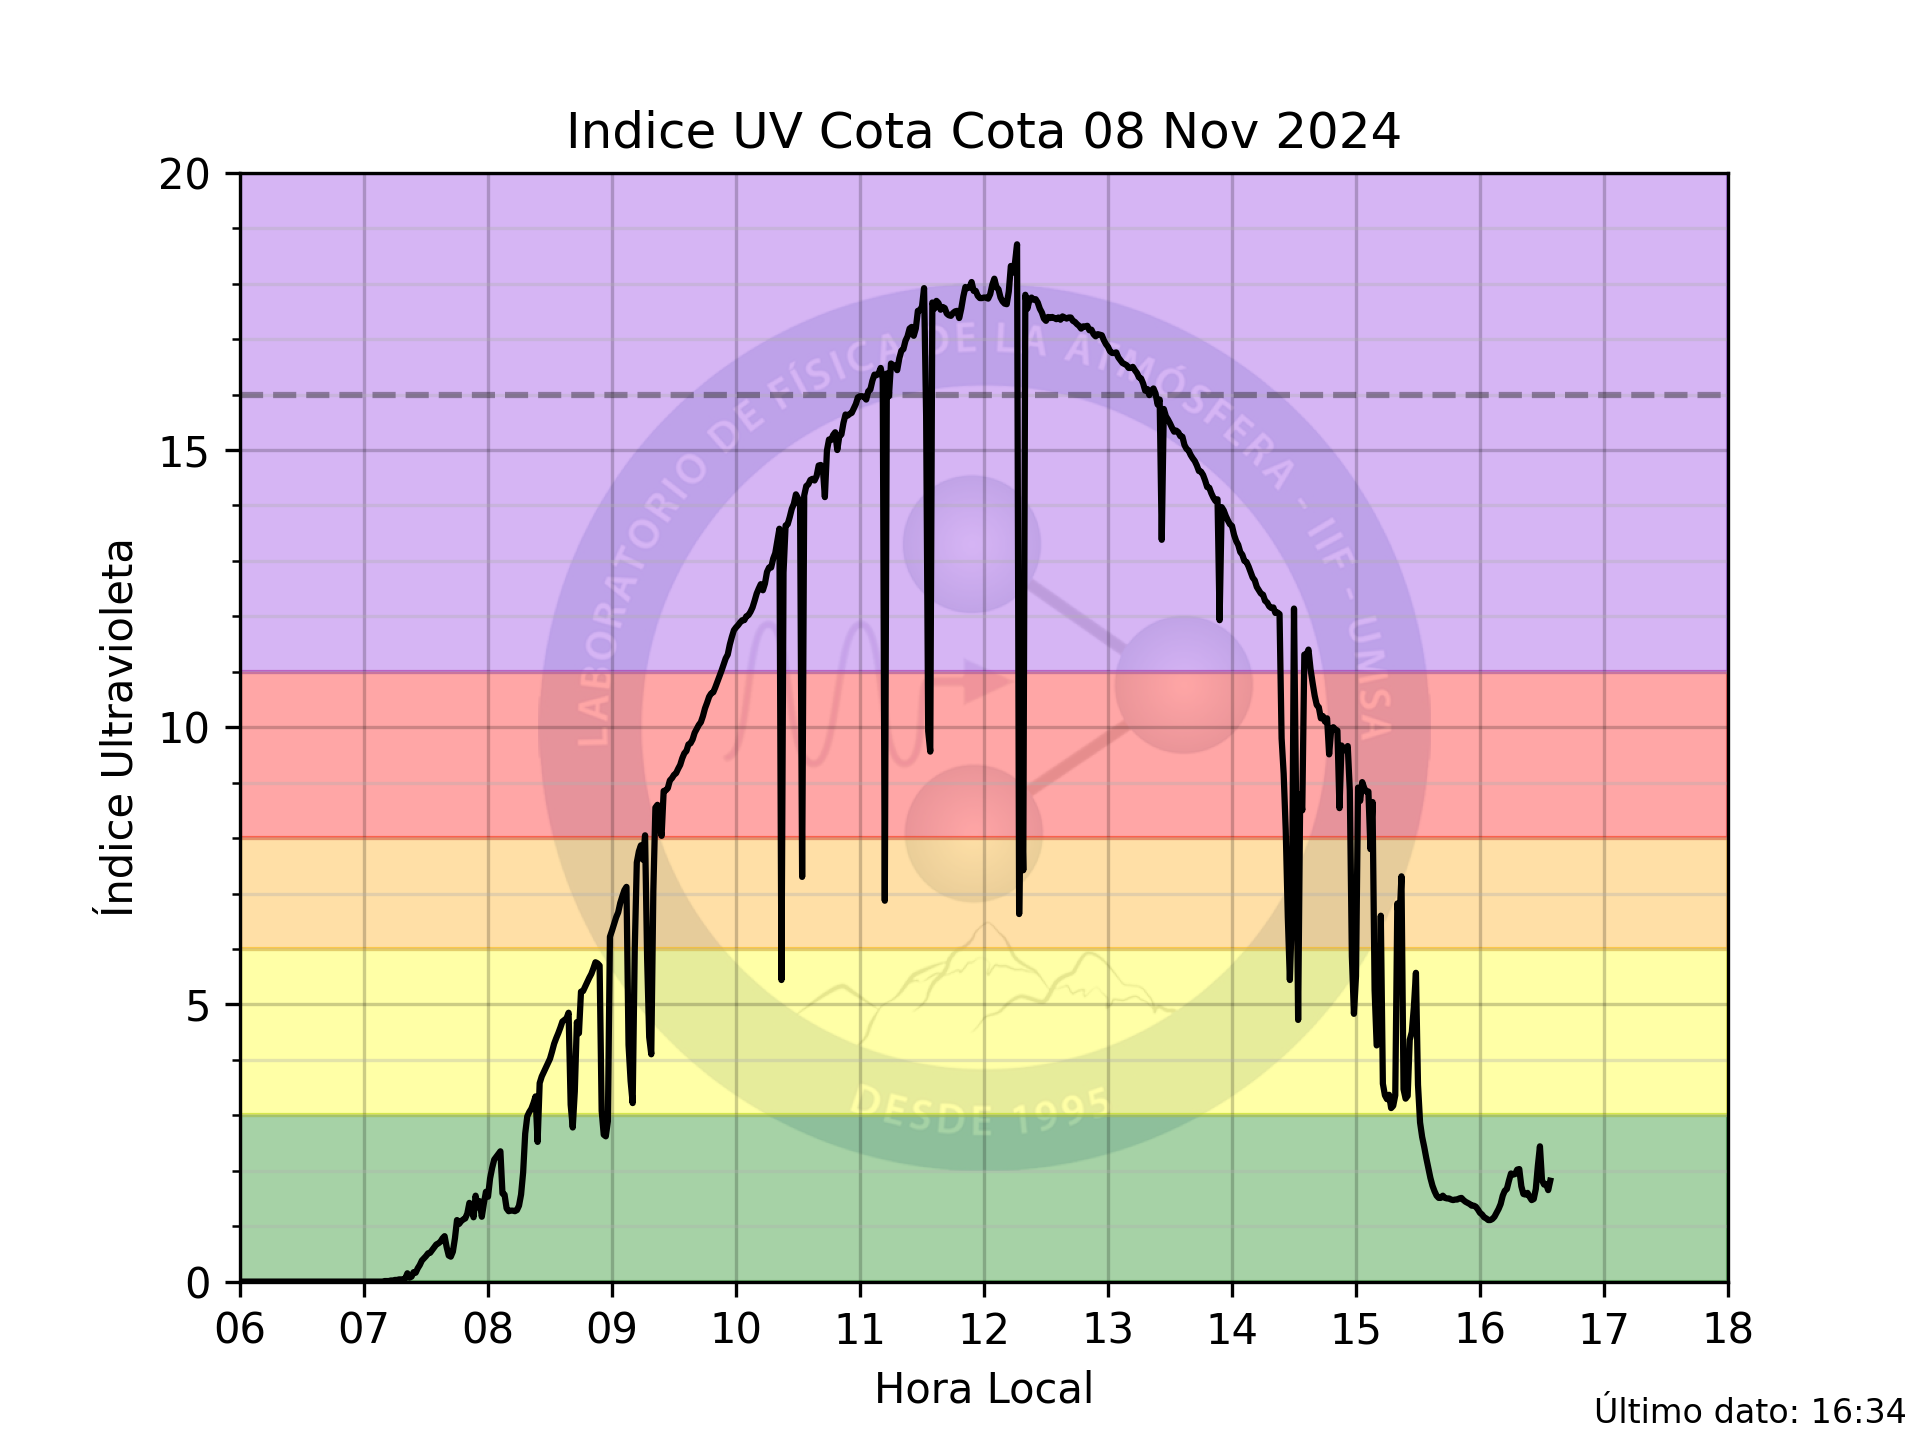 Indice UV Cota Cota 08 Nov 2024
20
15
10
5
0
Índice Ultravioleta
06 07 08 09 10 11 12 13 14 15 16 17 18
Hora Local
Último dato: 16:34
LABORATORIO DE FÍSICA DE LA ATMÓSFERA - IIF - UMSA
DESDE 1995